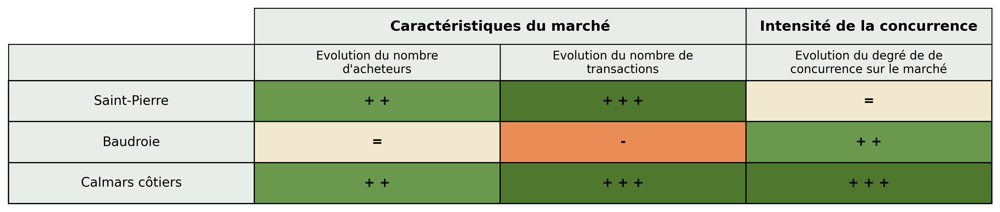 Caractéristiques du marché
Intensité de la concurrence
Evolution du nombre
d'acheteurs
Evolution du nombre de
transactions
Evolution du degré de de
concurrence sur le marché
Saint-Pierre
+ +
+ + +
=
Baudroie
=
-
+ +
Calmars côtiers
+ +
+ + +
+ + +